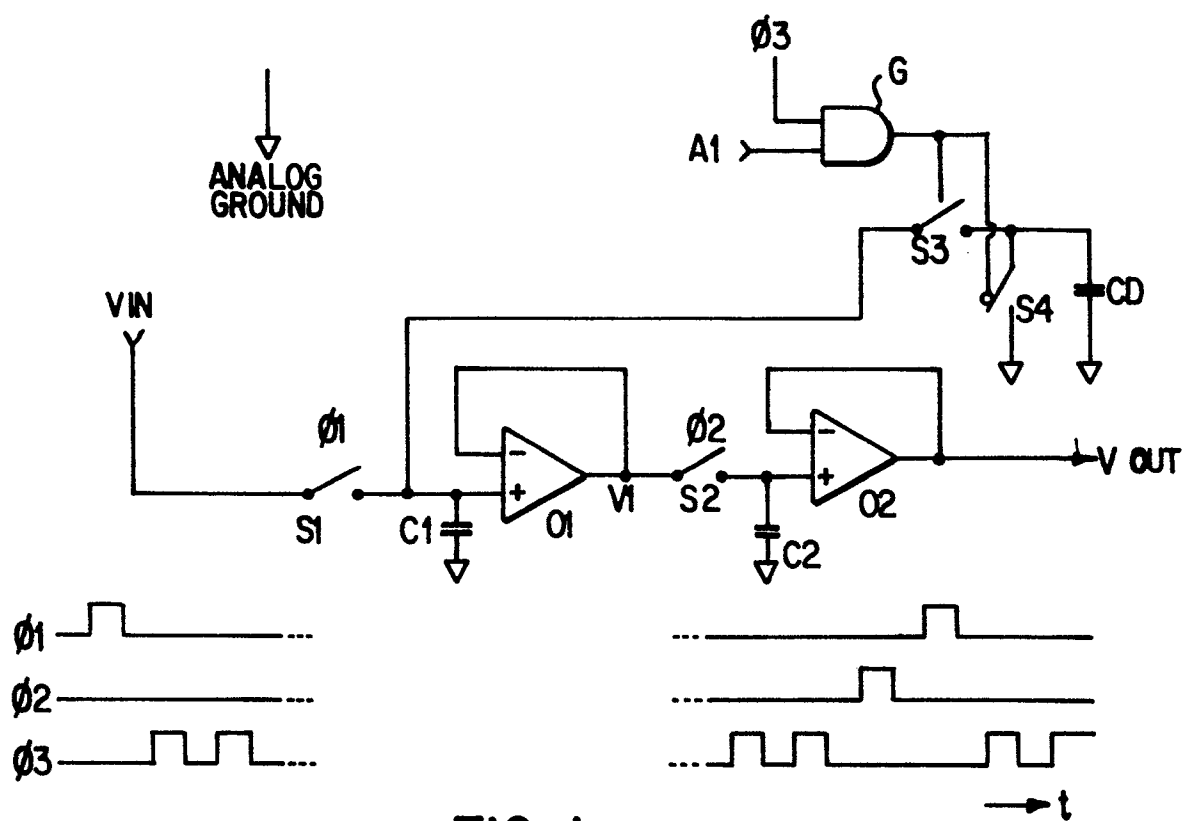 Ø3
G
A1
ANALOG
GROUND
S3
VIN
S4
CD
Ø1
Ø2
−
−
V OUT
+
+
S1
C1
O1
V1
S2
O2
C2
Ø1
Ø2
Ø3
t